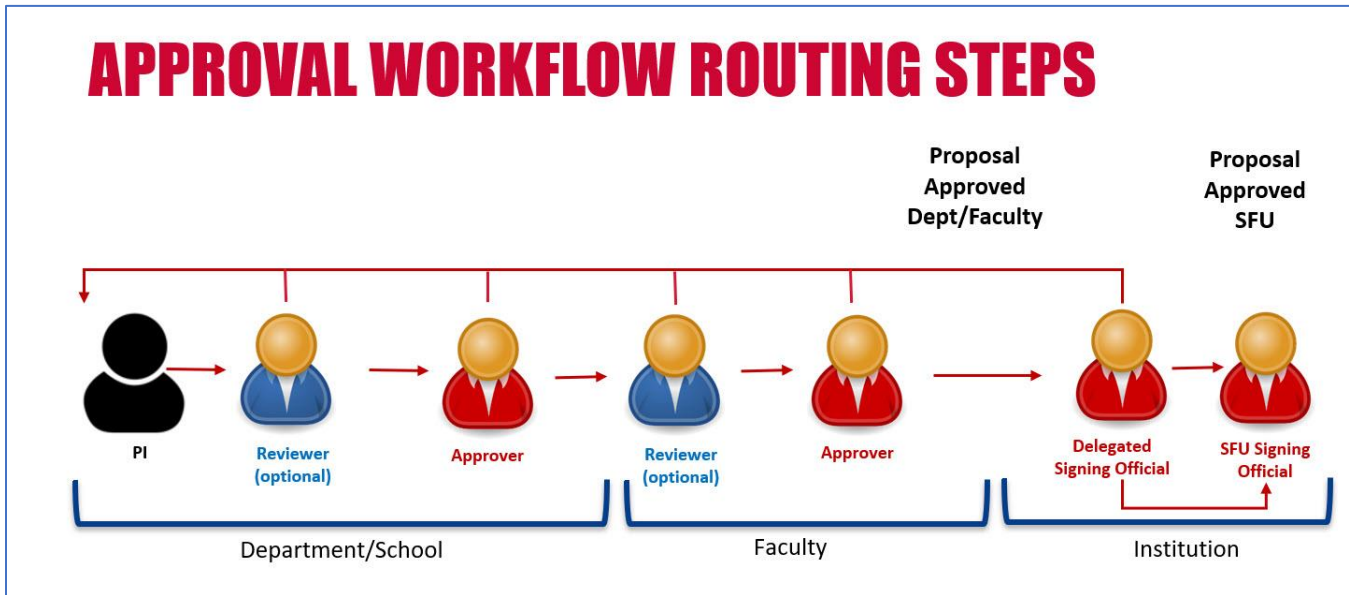 APPROVAL WORKFLOW ROUTING STEPS
Proposal
Approved
Dept/Faculty
Proposal
Approved
SFU
PI
Reviewer
(optional)
Approver
Reviewer
(optional)
Approver
Delegated
Signing Official
SFU Signing
Official
Department/School
Faculty
Institution